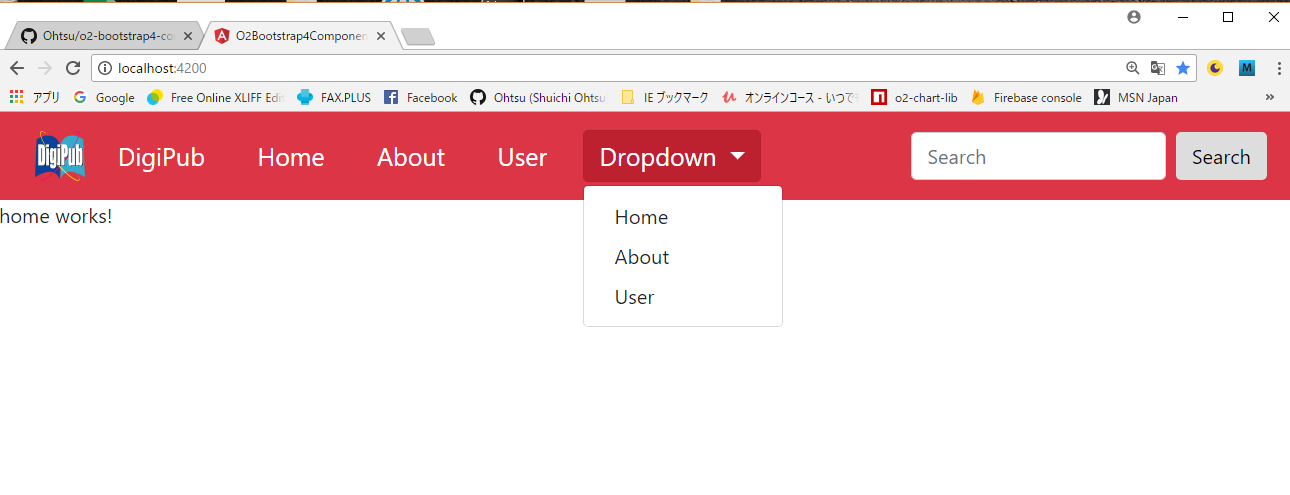 Ohtsu/o2-bootstrap4-co
O2Bootstrap4Componen
localhost:4200
アプリ Google Free Online XLIFF Edit FAX.PLUS Facebook Ohtsu (Shuichi Ohtsu IE ブックマーク オンラインコース - いつでも o2-chart-lib Firebase console MSN Japan »
DigiPub DigiPub Home About User Dropdown Search Search
home works!
Home
About
User